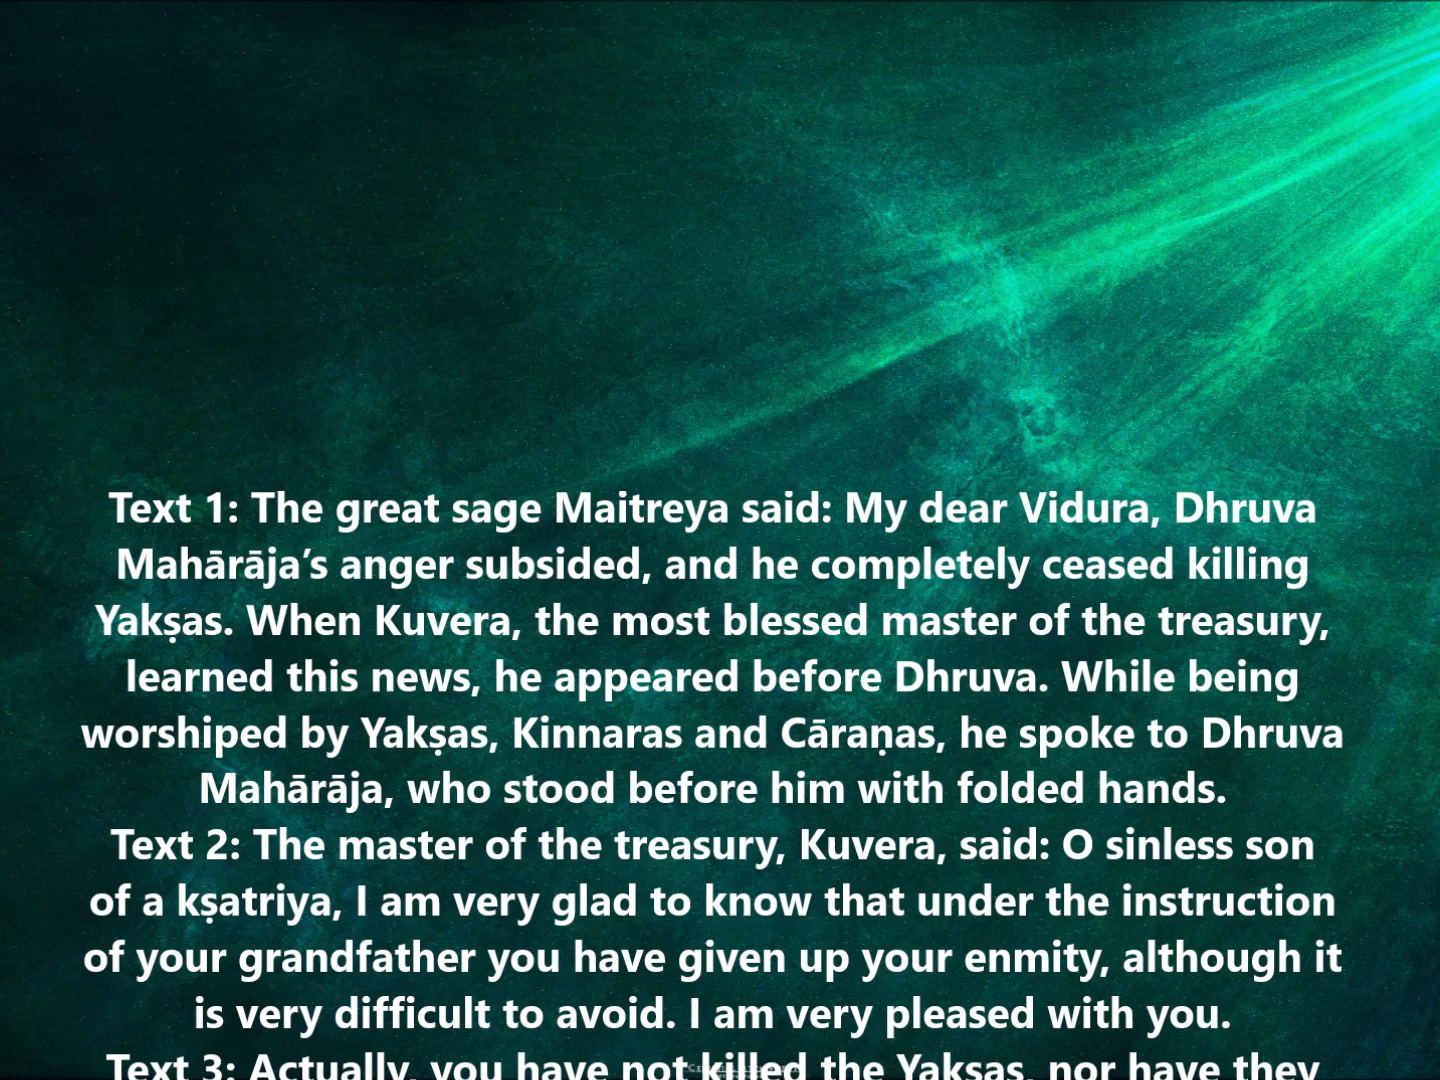 Text 1: The great sage Maitreya said: My dear Vidura, Dhruva
Mahārāja’s anger subsided, and he completely ceased killing
Yakṣas. When Kuvera, the most blessed master of the treasury,
learned this news, he appeared before Dhruva. While being
worshiped by Yakṣas, Kinnaras and Cāraṇas, he spoke to Dhruva
Mahārāja, who stood before him with folded hands.
Text 2: The master of the treasury, Kuvera, said: O sinless son
of a kṣatriya, I am very glad to know that under the instruction
of your grandfather you have given up your enmity, although it
is very difficult to avoid. I am very pleased with you.
Text 3: Actually, you have not killed the Yakṣas, nor have they